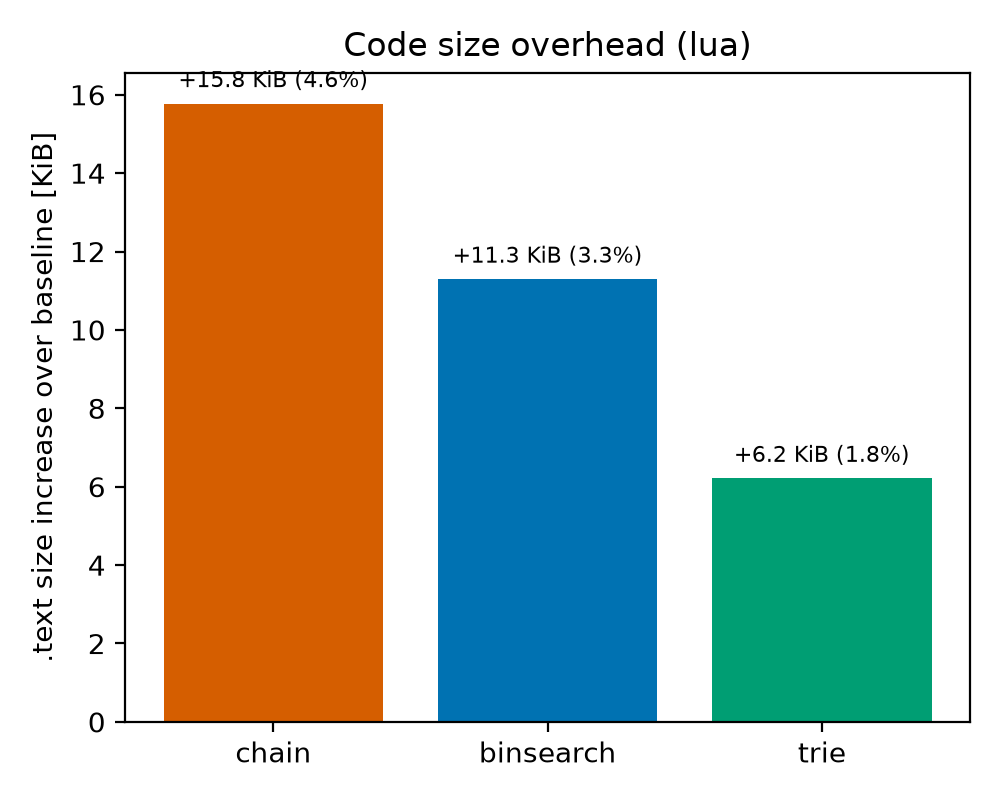 Code size overhead (lua)
.text size increase over baseline [KiB]
16
14
12
10
8
6
4
2
0
+15.8 KiB (4.6%)
+11.3 KiB (3.3%)
+6.2 KiB (1.8%)
chain
binsearch
trie